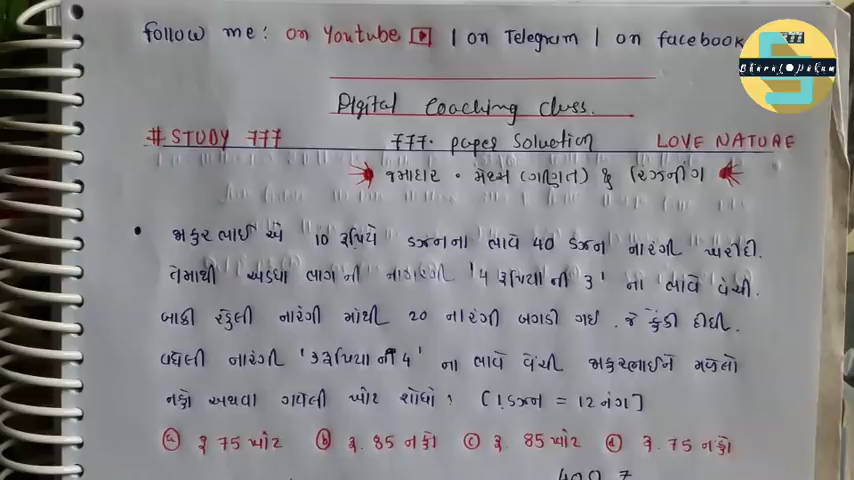 follow me: on Youtube | on Telegram | on facebook
Digital coaching class.
# STUDY 777 777. paper solution LOVE NATURE
જમાદાર . મેથ્સ (ગણિત) & રિઝનીંગ
• જાકુરભાઈ એ 10 રૂપિયે ડઝનના ભાવે 40 ડઝન નારંગી ખરીદી.
તેમાથી અડધા ભાગની નારંગી '4 રૂપિયાની 3' ના ભાવે વેંચી.
બાકી રહેલી નારંગી માંથી 20 નારંગી બગડી ગઈ . જે ફેંકી દીધી.
વધેલી નારંગી '3 રૂપિયાની 4' ના ભાવે વેંચી જાકુરભાઈને મળેલો
નફો અથવા ગયેલી ખોટ શોધો. [1 ડઝન = 12 નંગ]
(a) રૂ 75 ખોટ (b) રૂ. 85 નફો (c) રૂ. 85 ખોટ (d) રૂ. 75 નફો